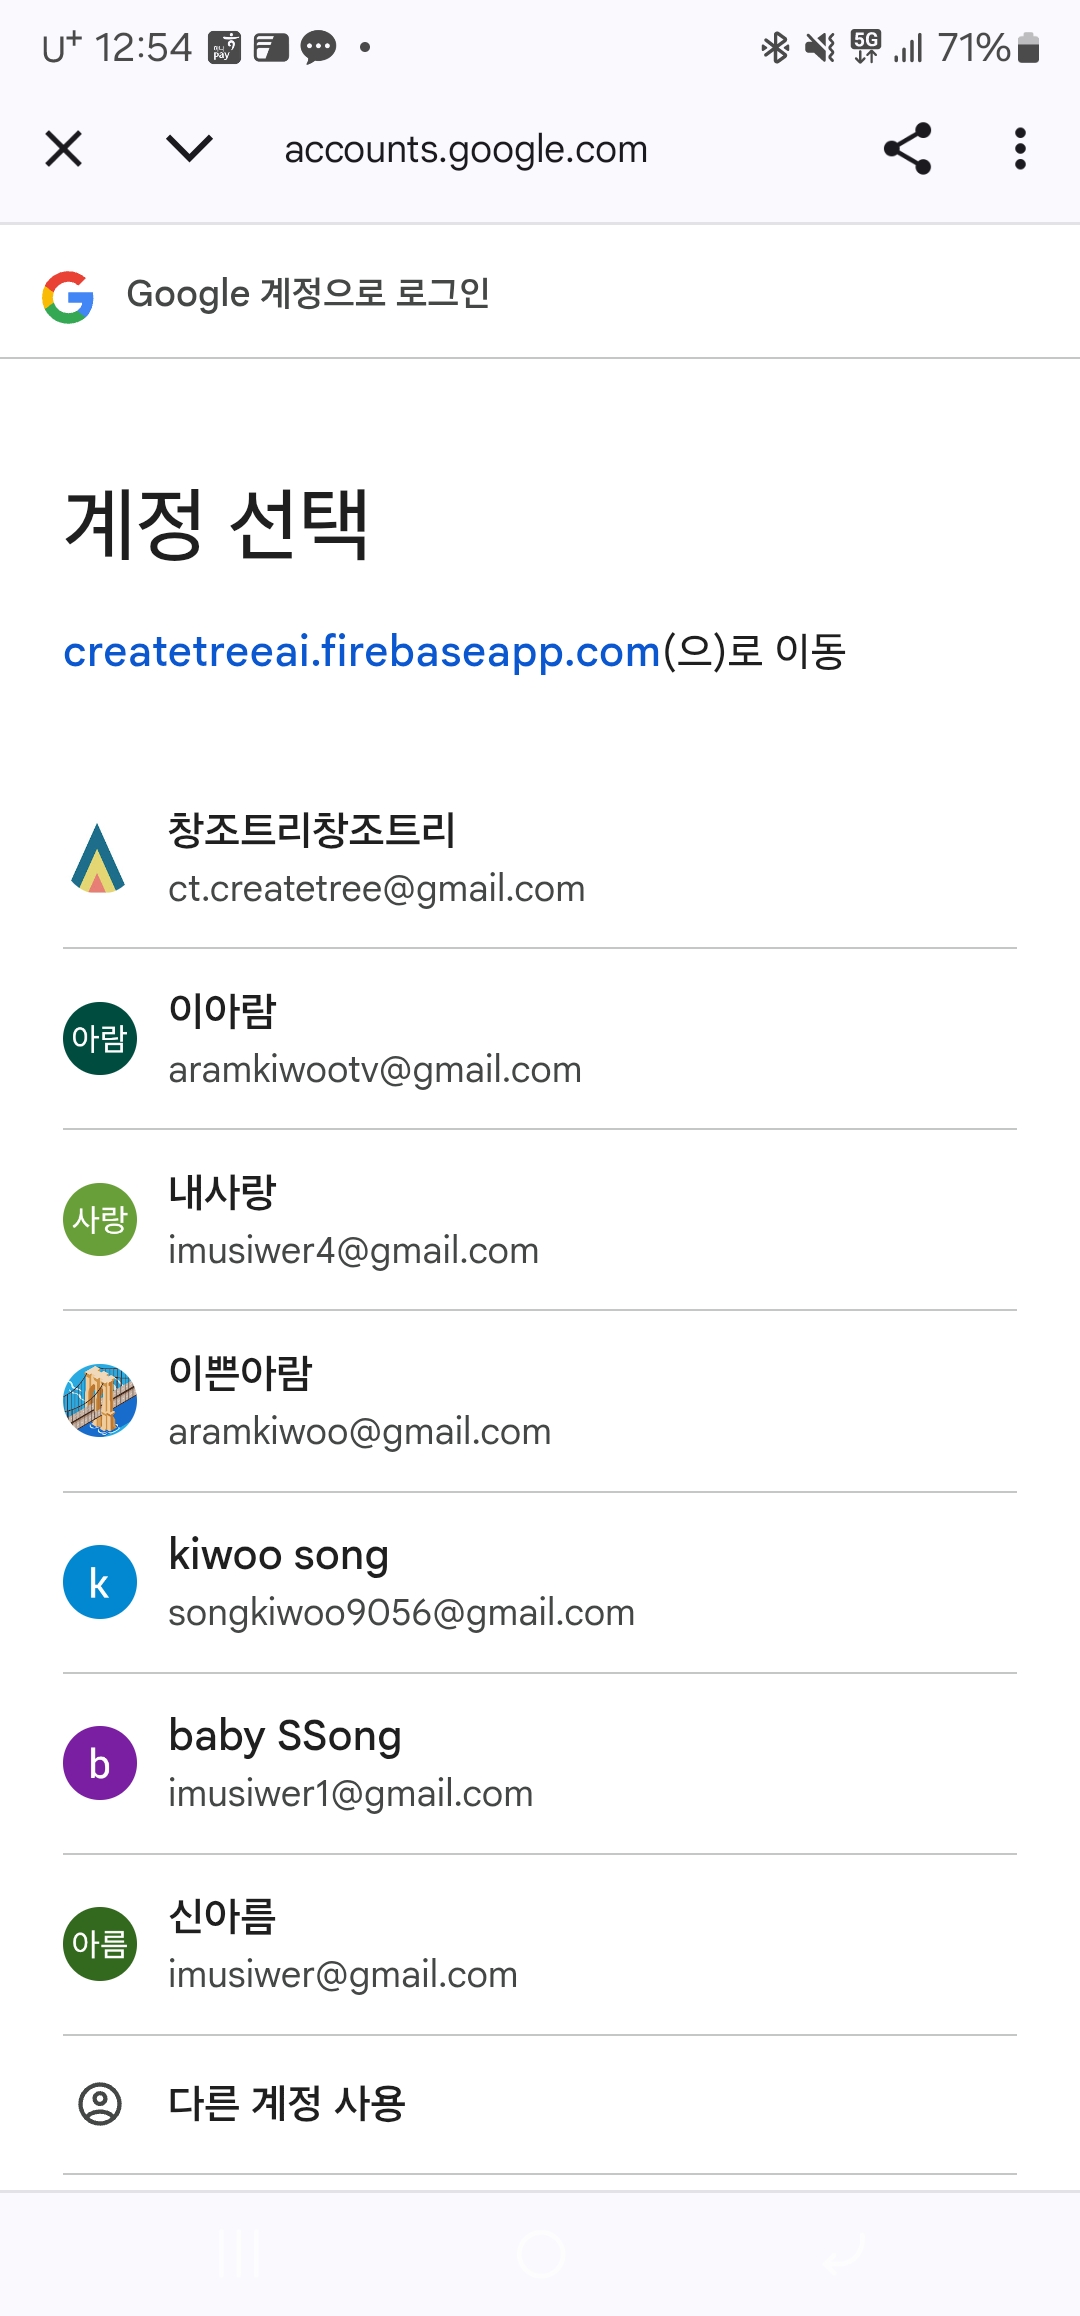 U⁺ 12:54 하나 pay 5G 71%
accounts.google.com
Google 계정으로 로그인
계정 선택
createtreeai.firebaseapp.com(으)로 이동
창조트리창조트리
ct.createtree@gmail.com
아람 이아람
aramkiwootv@gmail.com
사랑 내사랑
imusiwer4@gmail.com
이쁜아람
aramkiwoo@gmail.com
k kiwoo song
songkiwoo9056@gmail.com
b baby SSong
imusiwer1@gmail.com
아름 신아름
imusiwer@gmail.com
다른 계정 사용